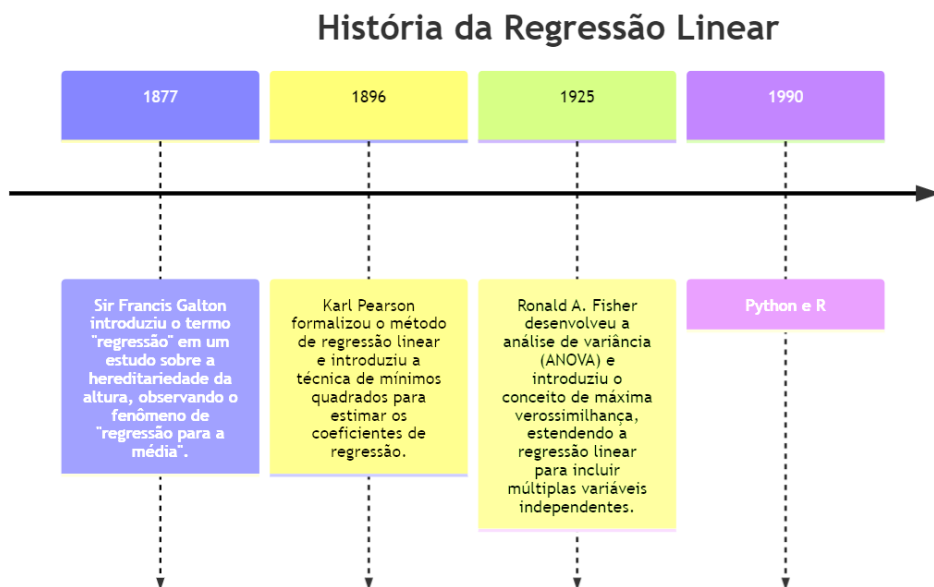 História da Regressão Linear
1877
1896
1925
1990
Sir Francis Galton
introduziu o termo
"regressão" em um
estudo sobre a
hereditariedade da
altura, observando o
fenômeno de
"regressão para a
média".
Karl Pearson
formalizou o método
de regressão linear
e introduziu a
técnica de mínimos
quadrados para
estimar os
coeficientes de
regressão.
Ronald A. Fisher
desenvolveu a
análise de variância
(ANOVA) e
introduziu o
conceito de máxima
verossimilhança,
estendendo a
regressão linear
para incluir
múltiplas variáveis
independentes.
Python e R